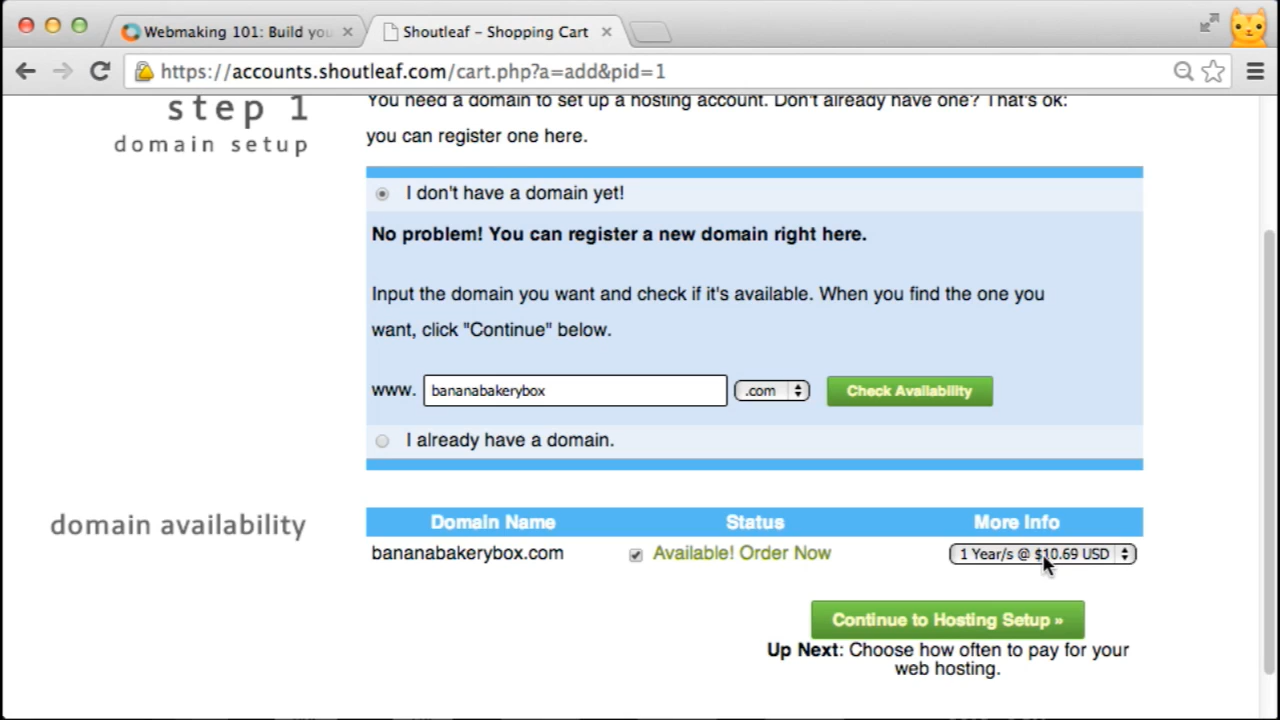 Webmaking 101: Build you
Shoutleaf – Shopping Cart
https://accounts.shoutleaf.com/cart.php?a=add&pid=1
step 1
domain setup
You need a domain to set up a hosting account. Don't already have one? That's ok:
you can register one here.
I don't have a domain yet!
No problem! You can register a new domain right here.
Input the domain you want and check if it's available. When you find the one you
want, click "Continue" below.
www. bananabakerybox .com Check Availability
I already have a domain.
domain availability
Domain Name Status More Info
bananabakerybox.com Available! Order Now 1 Year/s @ $10.69 USD
Continue to Hosting Setup »
Up Next: Choose how often to pay for your
web hosting.